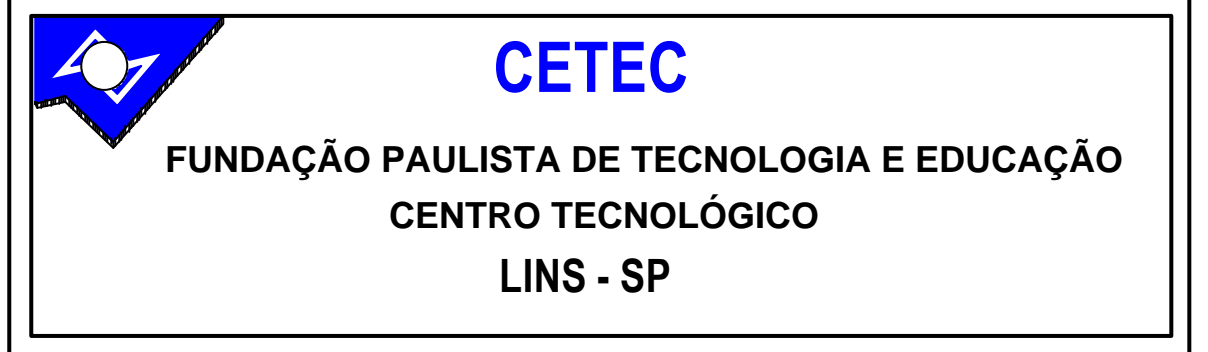 CETEC
FUNDAÇÃO PAULISTA DE TECNOLOGIA E EDUCAÇÃO
CENTRO TECNOLÓGICO
LINS - SP